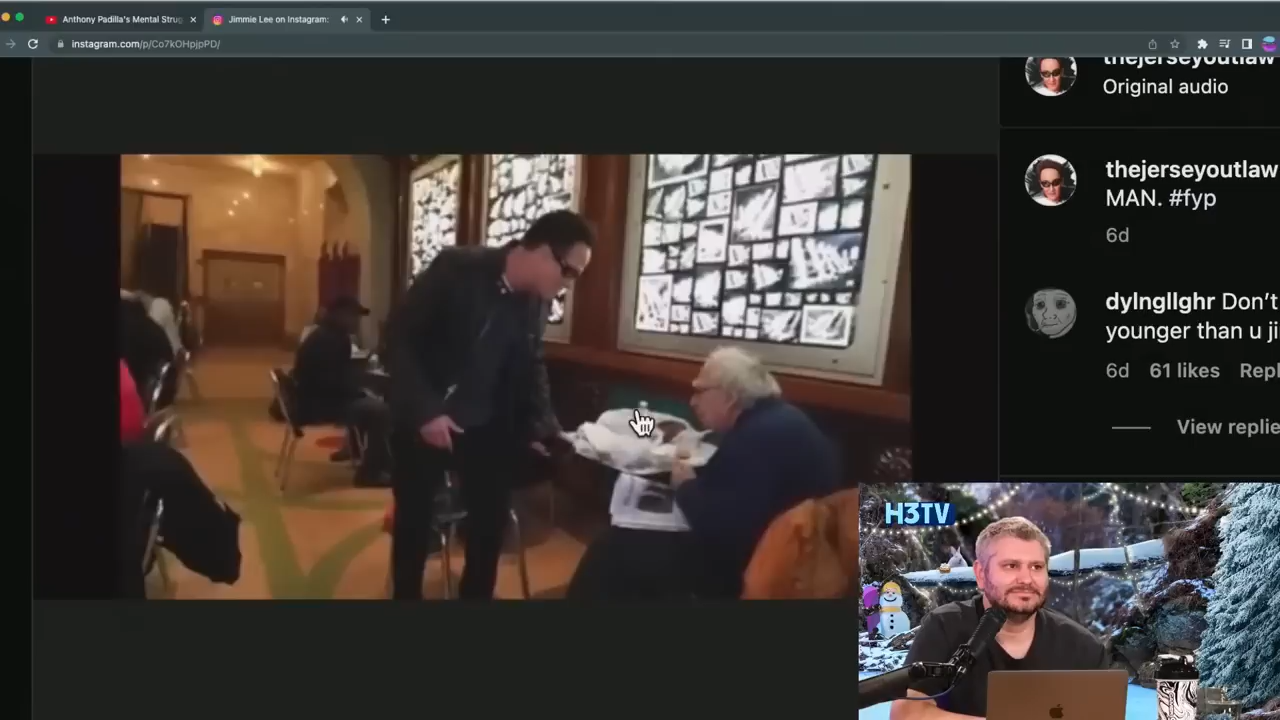 Anthony Padilla's Mental Strug
Jimmie Lee on Instagram:
instagram.com/p/Co7kOHpjpPD/
thejerseyoutlaw
Original audio
thejerseyoutlaw
MAN. #fyp
6d
dylngllghr Don't
younger than u ji
6d 61 likes Repl
View replie
H3TV